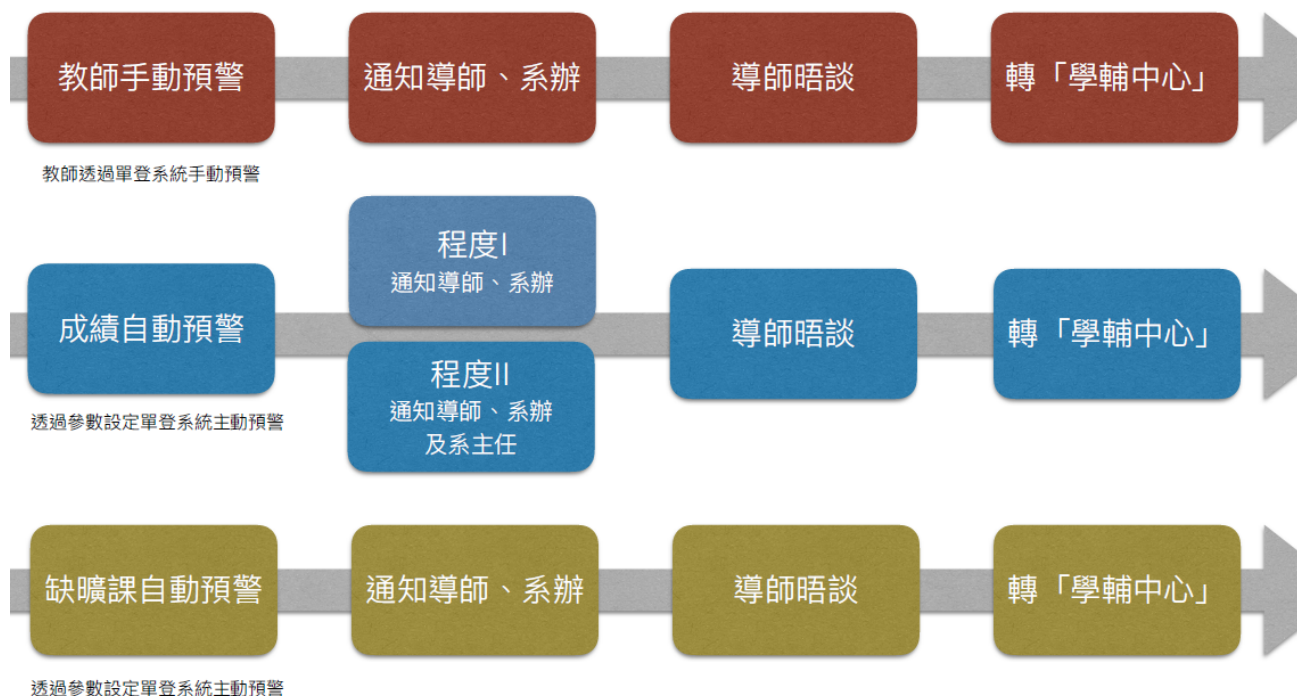 教師手動預警
通知導師、系辦
導師晤談
轉「學輔中心」
教師透過單登系統手動預警
成績自動預警
程度I
通知導師、系辦
程度II
通知導師、系辦
及系主任
導師晤談
轉「學輔中心」
透過參數設定單登系統主動預警
缺曠課自動預警
通知導師、系辦
導師晤談
轉「學輔中心」
透過參數設定單登系統主動預警